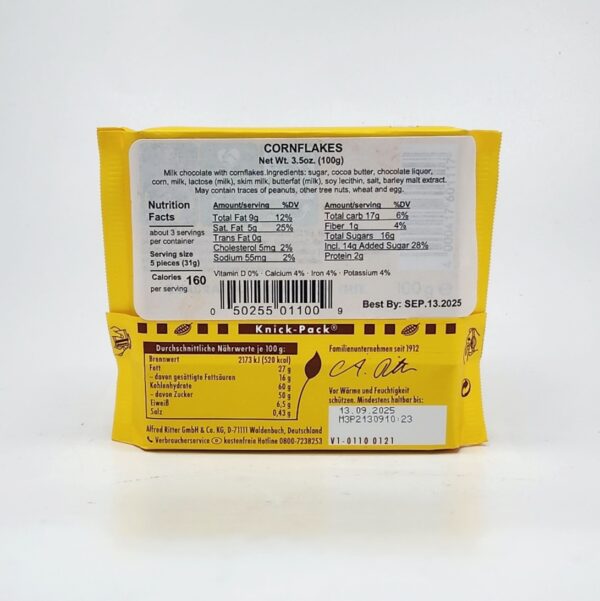 CORNFLAKES
Net Wt. 3.5oz. (100g)
Milk chocolate with cornflakes.Ingredients: sugar, cocoa butter, chocolate liquor,
corn, milk, lactose (milk), skim milk, butterfat (milk), soy lecithin, salt, barley malt extract.
May contain traces of peanuts, other tree nuts, wheat and egg.
Nutrition Facts
about 3 servings per container
Serving size
5 pieces (31g)
Calories 160
per serving
Amount/serving %DV
Total Fat 9g 12%
Sat. Fat 5g 25%
Trans Fat 0g
Cholesterol 5mg 2%
Sodium 55mg 2%
Amount/serving %DV
Total carb 17g 6%
Fiber 1g 4%
Total Sugars 16g
Incl. 14g Added Sugar 28%
Protein 2g
Vitamin D 0% · Calcium 4% · Iron 4% · Potassium 4%
0 50255 01100 9
Best By: SEP.13.2025
Knick-Pack®
Durchschnittliche Nährwerte je 100 g:
Brennwert 2173 kJ (520 kcal)
Fett 27 g
- davon gesättigte Fettsäuren 16 g
Kohlenhydrate 60 g
- davon Zucker 50 g
Eiweiß 6,5 g
Salz 0,43 g
Alfred Ritter GmbH & Co. KG, D-71111 Waldenbuch, Deutschland
Verbraucherservice kostenfreie Hotline 0800-7238253
Familienunternehmen seit 1912
Vor Wärme und Feuchtigkeit
schützen. Mindestens haltbar bis:
13.09.2025
M3P2130910 23
V1-0110 0121